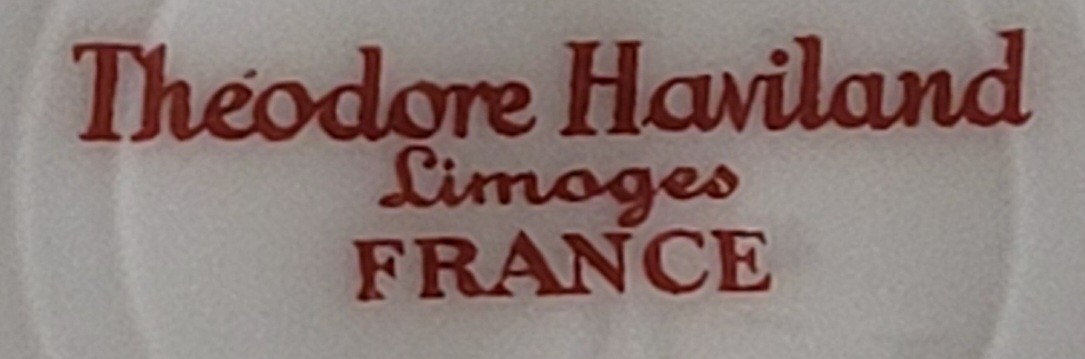 Théodore Haviland
Limoges
FRANCE